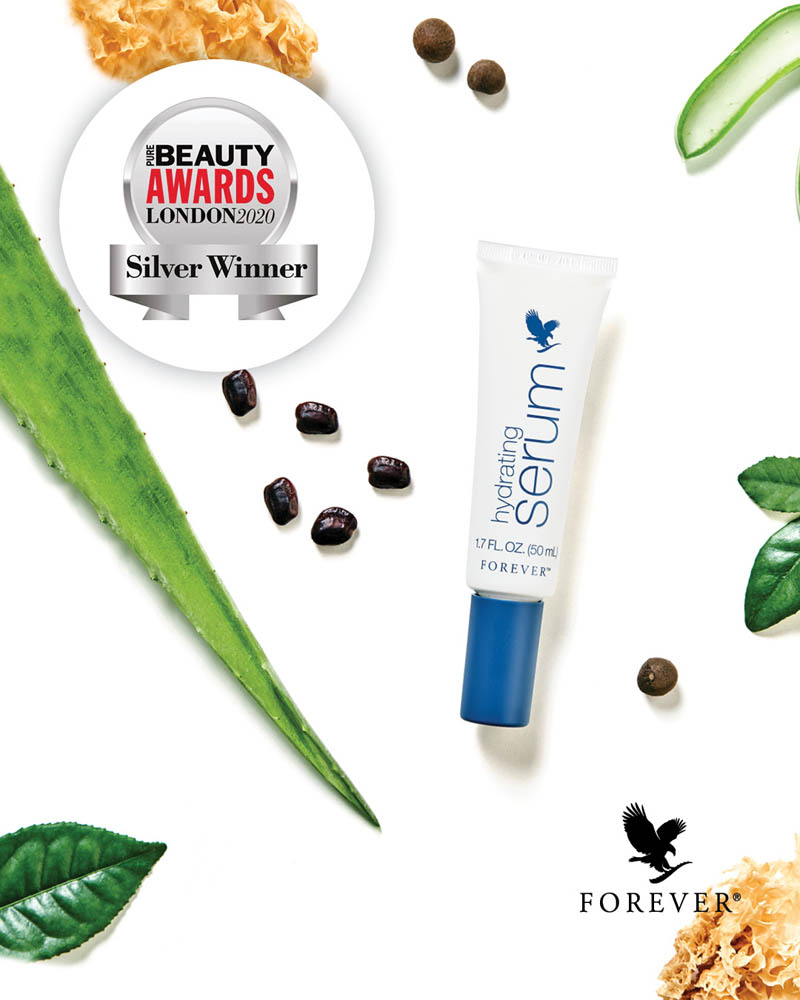 PURE
BEAUTY
AWARDS
LONDON2020
Silver Winner
hydrating
serum
1.7 FL. OZ. (50 mL)
FOREVER™
FOREVER®